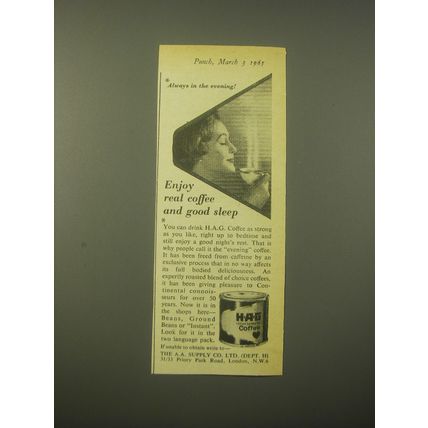 Punch, March 3 1965
*
Always in the evening!
Enjoy
real coffee
and good sleep
*
You can drink H.A.G. Coffee as strong
as you like, right up to bedtime and
still enjoy a good night's rest. That is
why people call it the "evening" coffee.
It has been freed from caffeine by an
exclusive process that in no way affects
its full bodied deliciousness. An
expertly roasted blend of choice coffees,
it has been giving pleasure to Con-
tinental connois-
seurs for over 50
years. Now it is in
the shops here—
Beans, Ground
Beans or "Instant".
Look for it in the
two language pack.
H·A·G
Coffee
If unable to obtain write to—
THE A.A. SUPPLY CO. LTD. (DEPT. H)
31/33 Priory Park Road, London, N.W.6